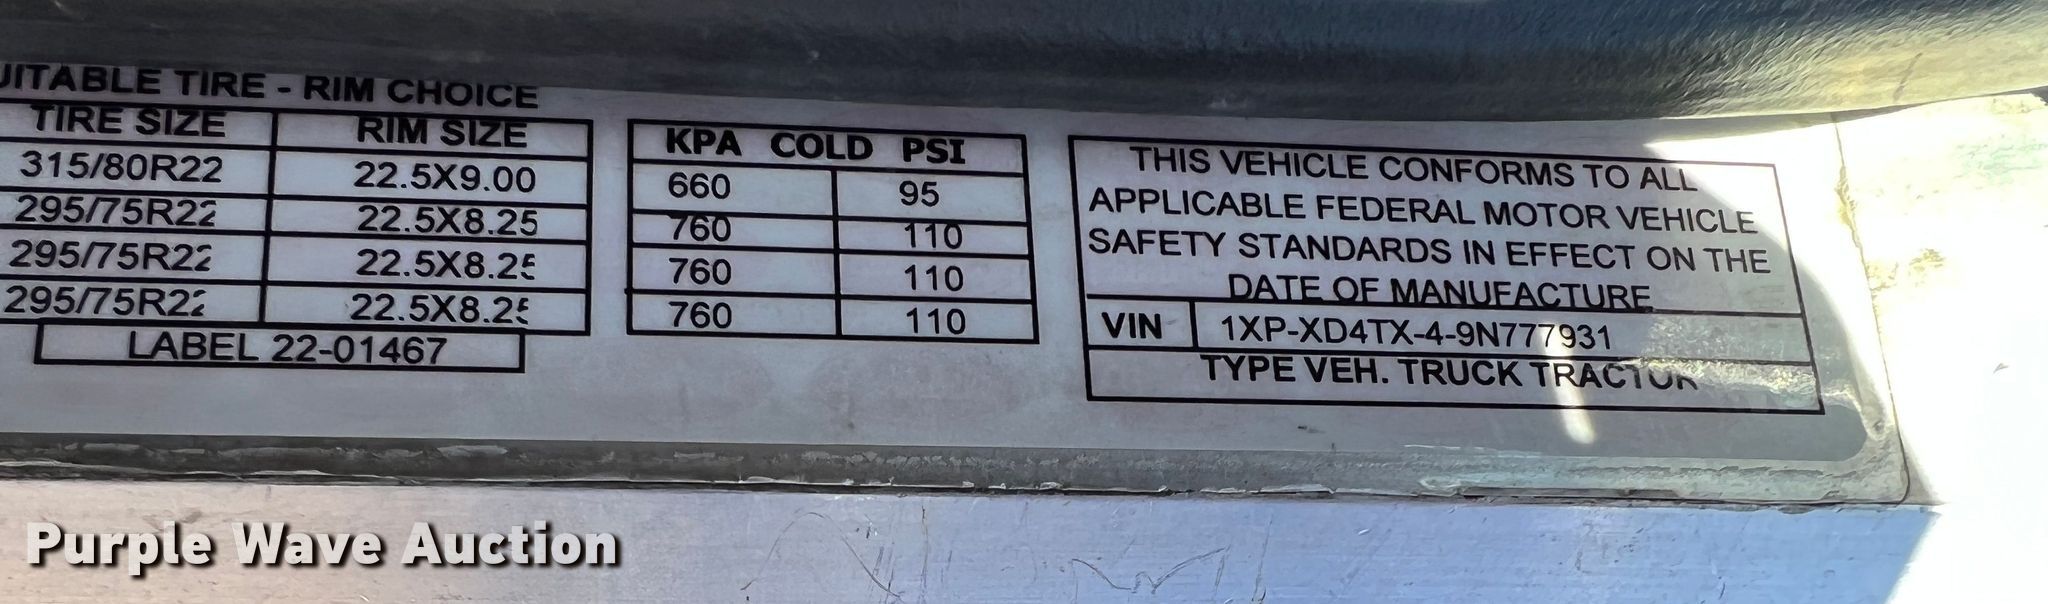 UITABLE TIRE - RIM CHOICE
TIRE SIZE RIM SIZE
315/80R22 22.5X9.00
295/75R22 22.5X8.25
295/75R22 22.5X8.25
295/75R22 22.5X8.25
LABEL 22-01467
KPA COLD PSI
660 95
760 110
760 110
760 110
THIS VEHICLE CONFORMS TO ALL
APPLICABLE FEDERAL MOTOR VEHICLE
SAFETY STANDARDS IN EFFECT ON THE
DATE OF MANUFACTURE
VIN 1XP-XD4TX-4-9N777931
TYPE VEH. TRUCK TRACTOR
Purple Wave Auction